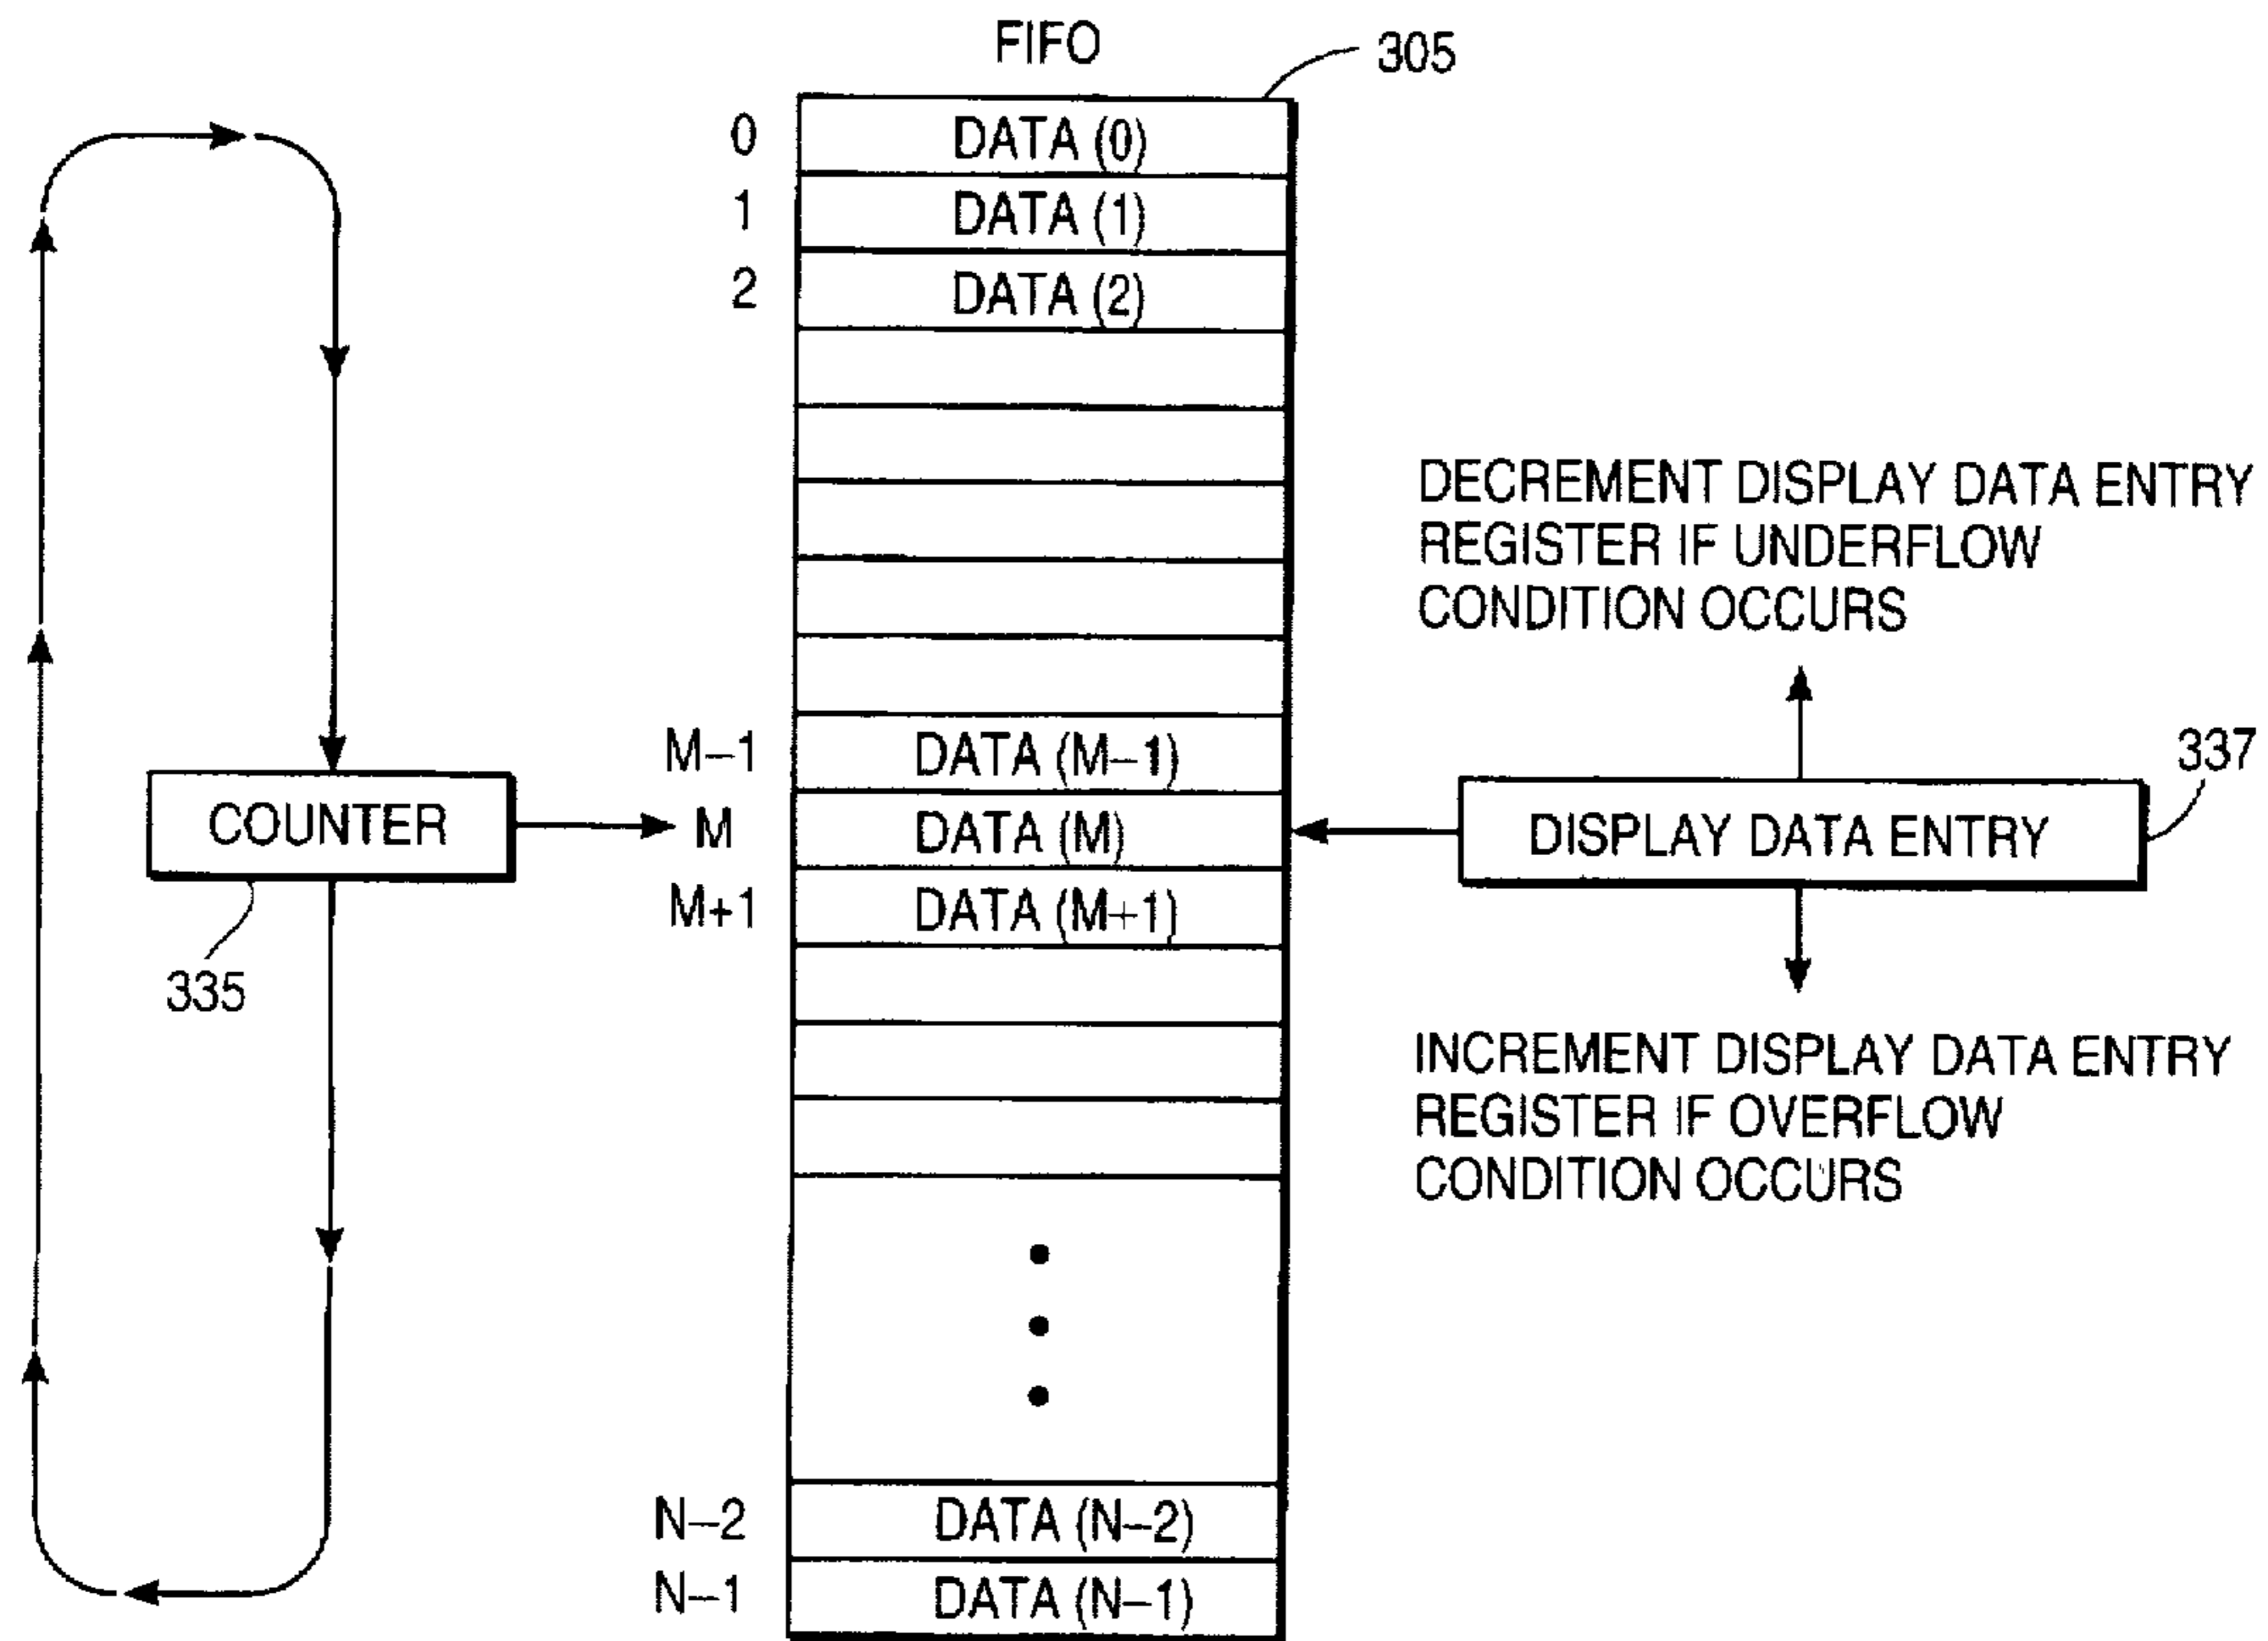 FIFO
305
0 DATA (0)
1 DATA (1)
2 DATA (2)
DECREMENT DISPLAY DATA ENTRY
REGISTER IF UNDERFLOW
CONDITION OCCURS
M–1 DATA (M–1)
337
COUNTER M DATA (M) DISPLAY DATA ENTRY
M+1 DATA (M+1)
335
INCREMENT DISPLAY DATA ENTRY
REGISTER IF OVERFLOW
CONDITION OCCURS
N–2 DATA (N–2)
N–1 DATA (N–1)